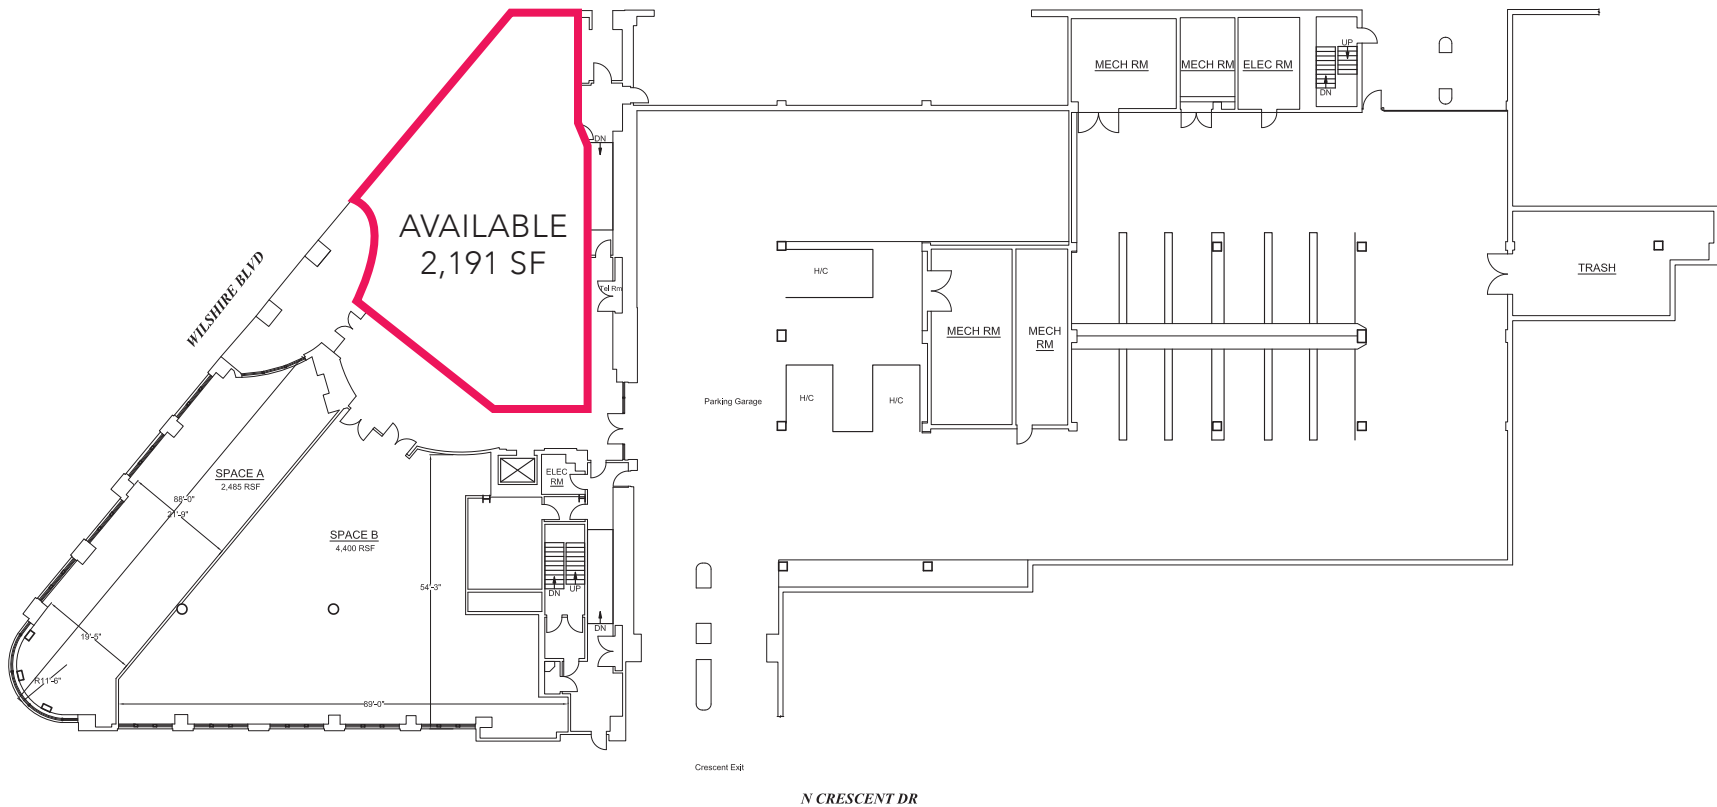 MECH RM
MECH RM
ELEC RM
UP
DN
DN
AVAILABLE
2,191 SF
WILSHIRE BLVD
Tel Rm
H/C
TRASH
MECH RM
MECH
RM
H/C
H/C
Parking Garage
SPACE A
2,485 RSF
88'-0"
21'-9"
ELEC
RM
SPACE B
4,400 RSF
54'-3"
DN
UP
DN
19'-5"
R11'-6"
89'-0"
Crescent Exit
N CRESCENT DR